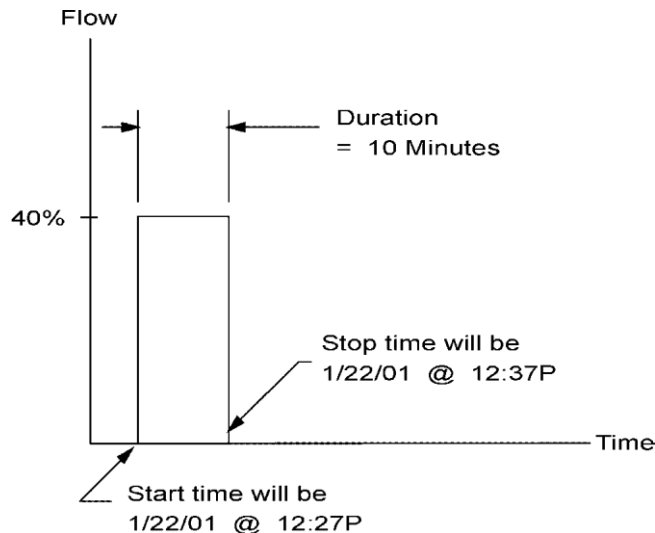 Flow
Duration
= 10 Minutes
40%
Stop time will be
1/22/01 @ 12:37P
Time
Start time will be
1/22/01 @ 12:27P